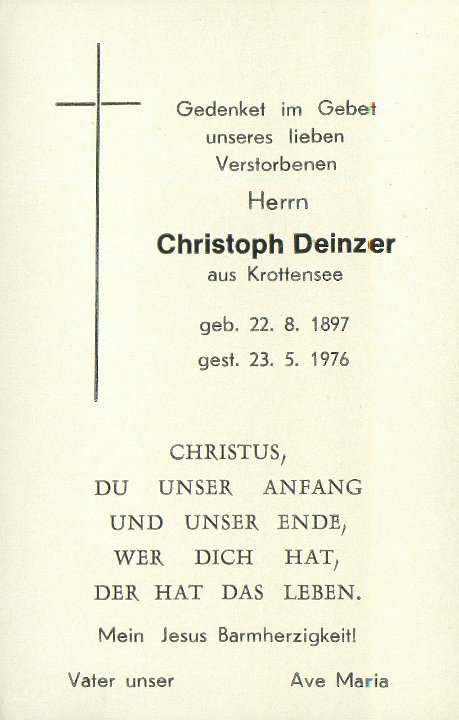 Gedenket im Gebet
unseres lieben
Verstorbenen
Herrn
Christoph Deinzer
aus Krottensee
geb. 22. 8. 1897
gest. 23. 5. 1976
CHRISTUS,
DU UNSER ANFANG
UND UNSER ENDE,
WER DICH HAT,
DER HAT DAS LEBEN.
Mein Jesus Barmherzigkeit!
Vater unser Ave Maria